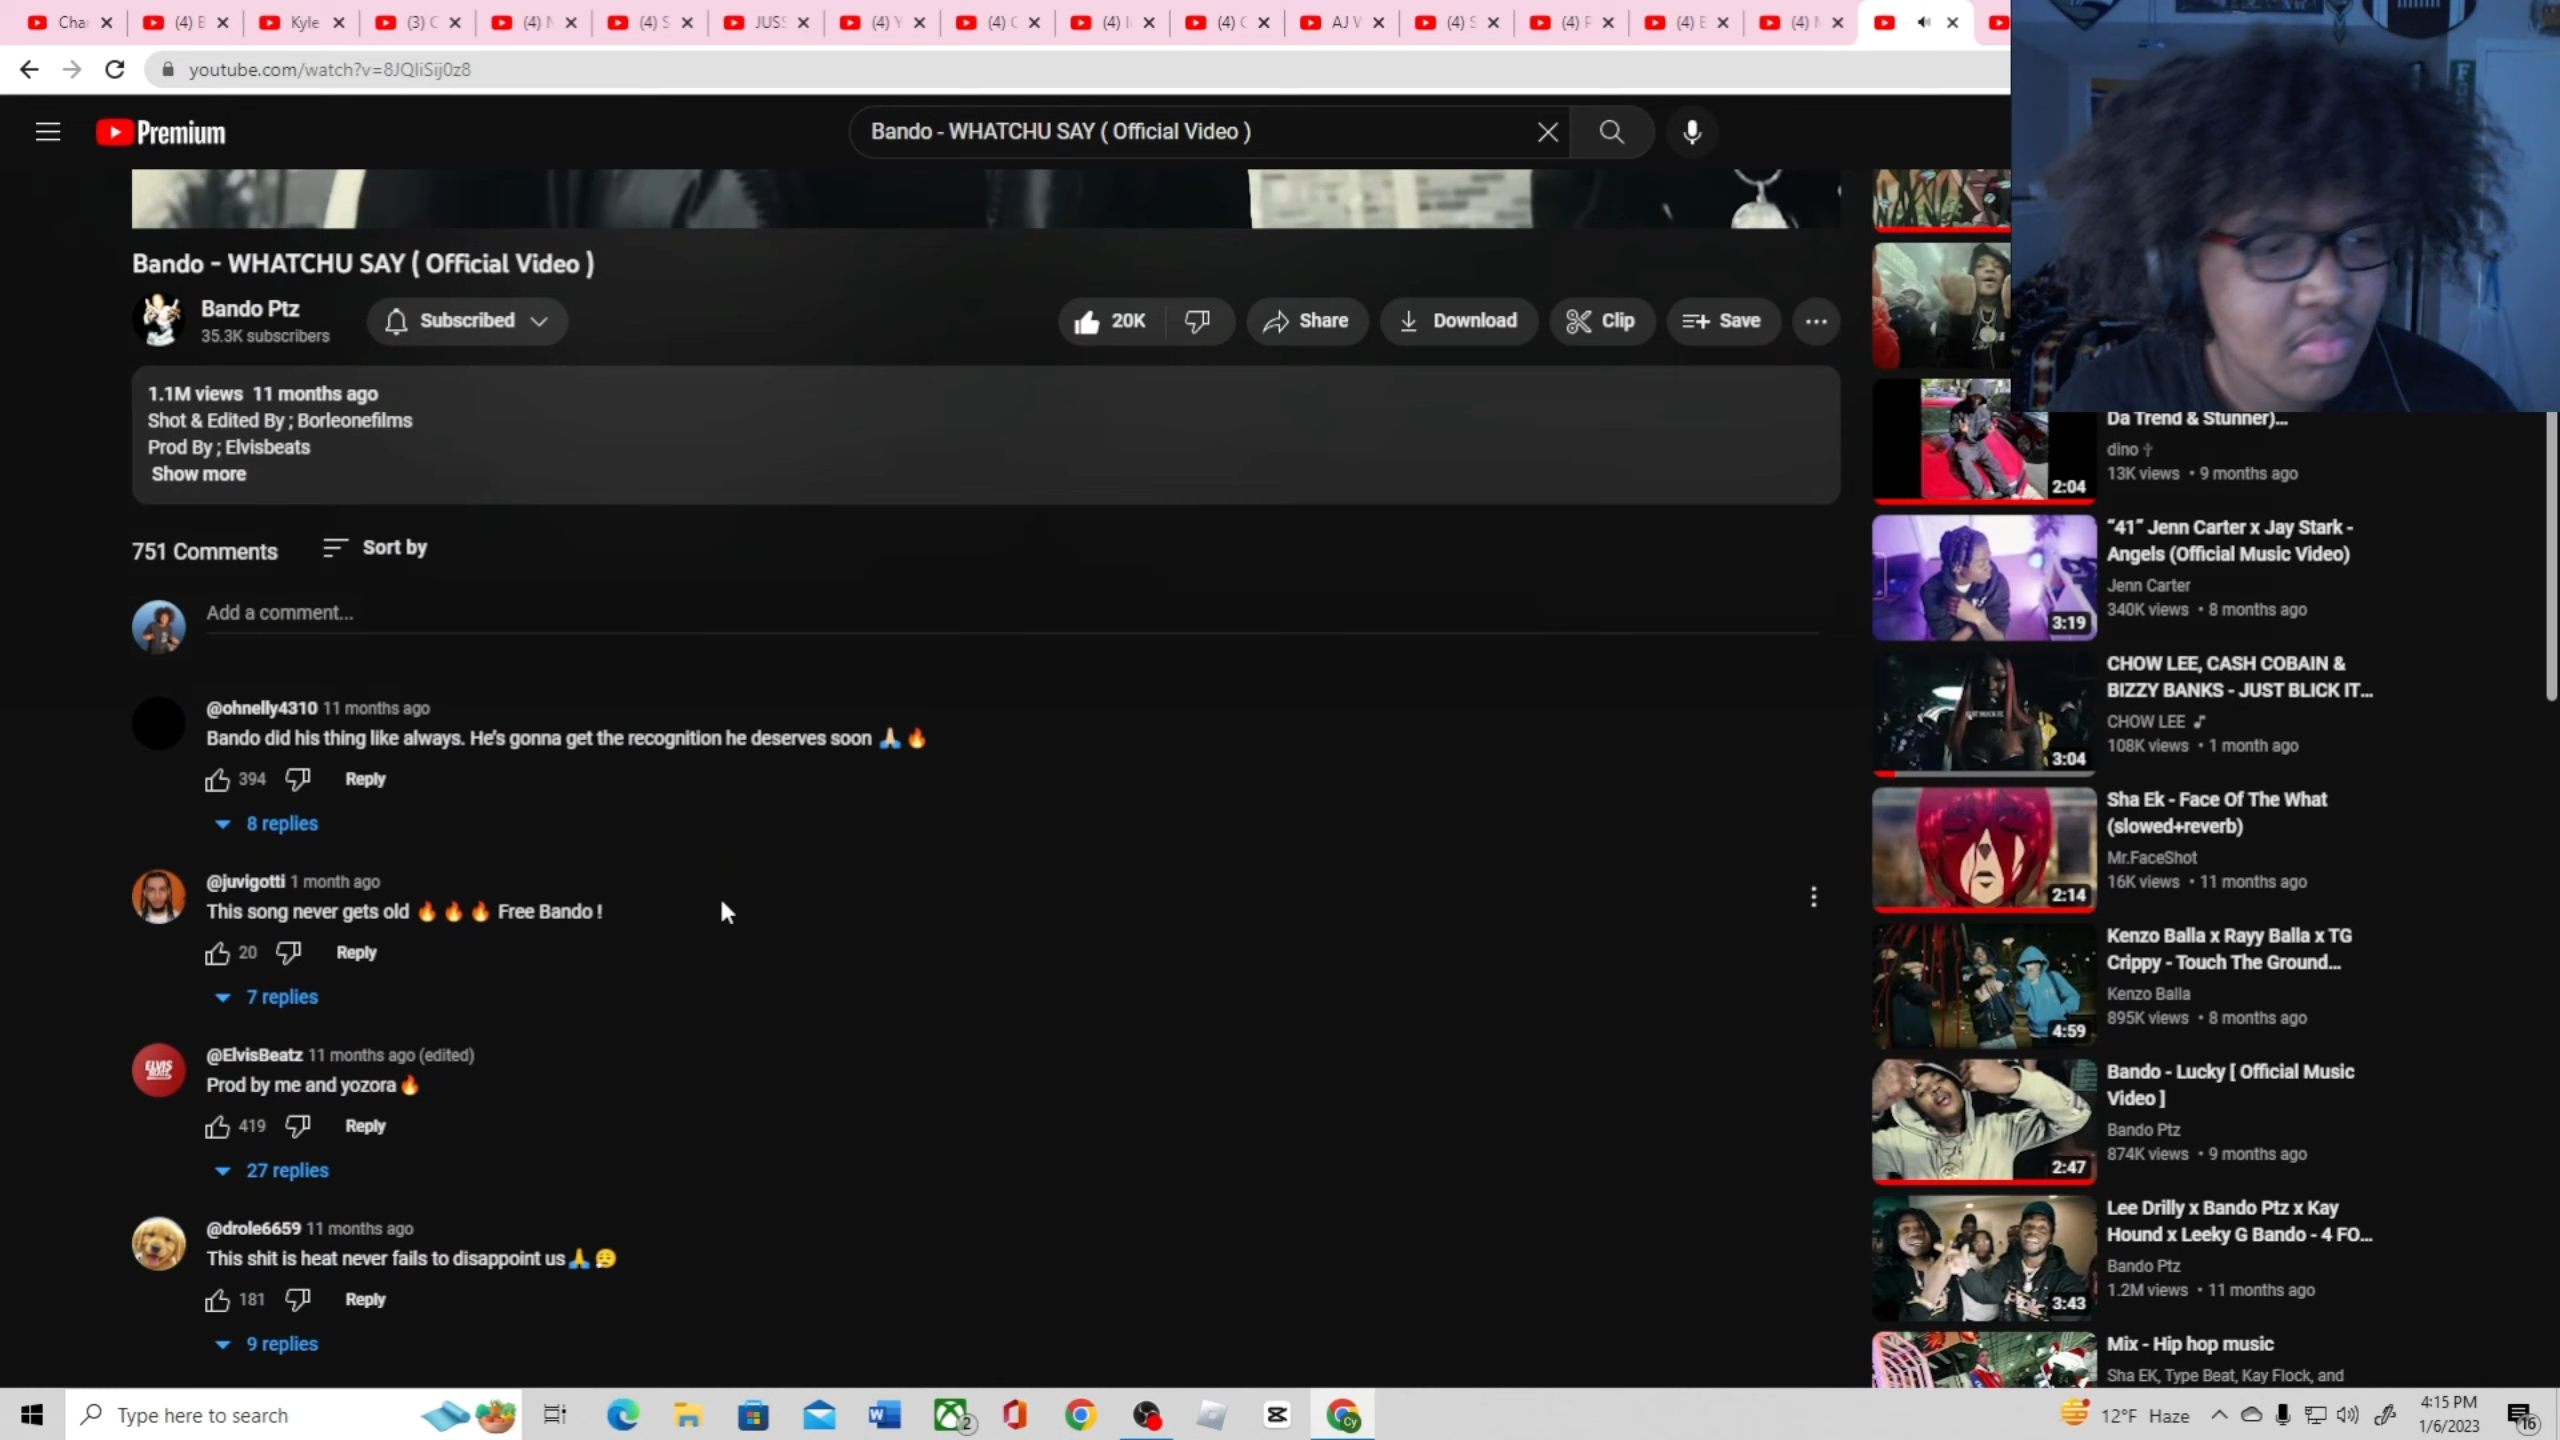 Cha
(4) E
Kyle
(3) C
(4) N
(4) S
JUS
(4) Y
(4) C
(4) I
(4) C
AJ V
(4) S
(4) F
(4) E
(4) N
youtube.com/watch?v=8JQIiSij0z8
Premium
Bando - WHATCHU SAY ( Official Video )
Bando - WHATCHU SAY ( Official Video )
Bando Ptz
35.3K subscribers
Subscribed
20K
Share
Download
Clip
Save
1.1M views 11 months ago
Shot & Edited By ; Borleonefilms
Prod By ; Elvisbeats
Show more
751 Comments
Sort by
Add a comment...
@ohnelly4310 11 months ago
Bando did his thing like always. He's gonna get the recognition he deserves soon 🙏🏻 🔥
394
Reply
8 replies
@juvigotti 1 month ago
This song never gets old 🔥 🔥 🔥 Free Bando !
20
Reply
7 replies
@ElvisBeatz 11 months ago (edited)
ELVIS
BEATZ
Prod by me and yozora🔥
419
Reply
27 replies
@drole6659 11 months ago
This shit is heat never fails to disappoint us🙏😮‍💨
181
Reply
9 replies
Da Trend & Stunner)...
dino ✝
13K views • 9 months ago
2:04
"41" Jenn Carter x Jay Stark -
Angels (Official Music Video)
Jenn Carter
340K views • 8 months ago
3:19
CHOW LEE, CASH COBAIN &
BIZZY BANKS - JUST BLICK IT...
CHOW LEE ♪
108K views • 1 month ago
3:04
Sha Ek - Face Of The What
(slowed+reverb)
Mr.FaceShot
16K views • 11 months ago
2:14
Kenzo Balla x Rayy Balla x TG
Crippy - Touch The Ground...
Kenzo Balla
895K views • 8 months ago
4:59
Bando - Lucky [ Official Music
Video ]
Bando Ptz
874K views • 9 months ago
2:47
Lee Drilly x Bando Ptz x Kay
Hound x Leeky G Bando - 4 FO...
Bando Ptz
1.2M views • 11 months ago
3:43
Mix - Hip hop music
Sha EK, Type Beat, Kay Flock, and
Type here to search
2
Cy
12°F Haze
4:15 PM
1/6/2023
16